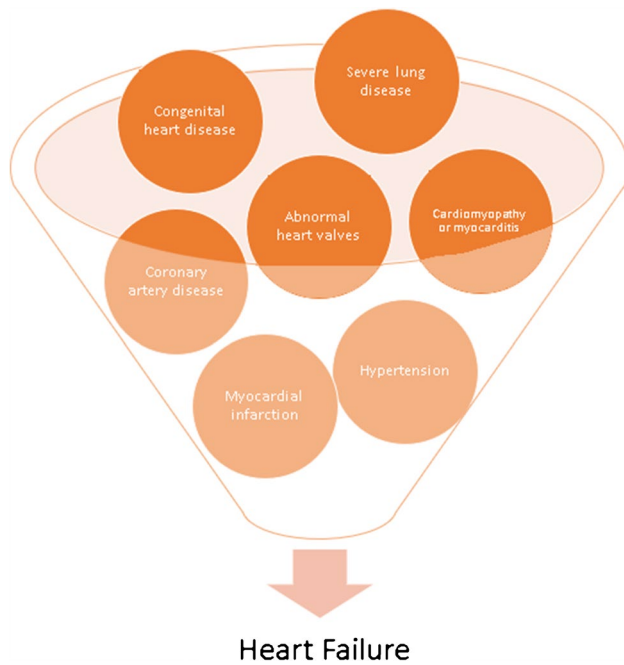 Severe lung
disease
Congenital
heart disease
Abnormal
heart valves
Cardiomyopathy
or myocarditis
Coronary
artery disease
Hypertension
Myocardial
infarction
Heart Failure